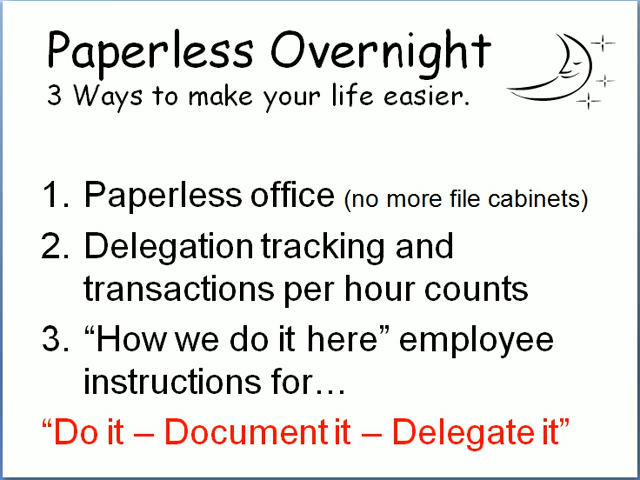 Paperless Overnight
3 Ways to make your life easier.
1. Paperless office (no more file cabinets)
2. Delegation tracking and
transactions per hour counts
3. “How we do it here” employee
instructions for…
“Do it – Document it – Delegate it”